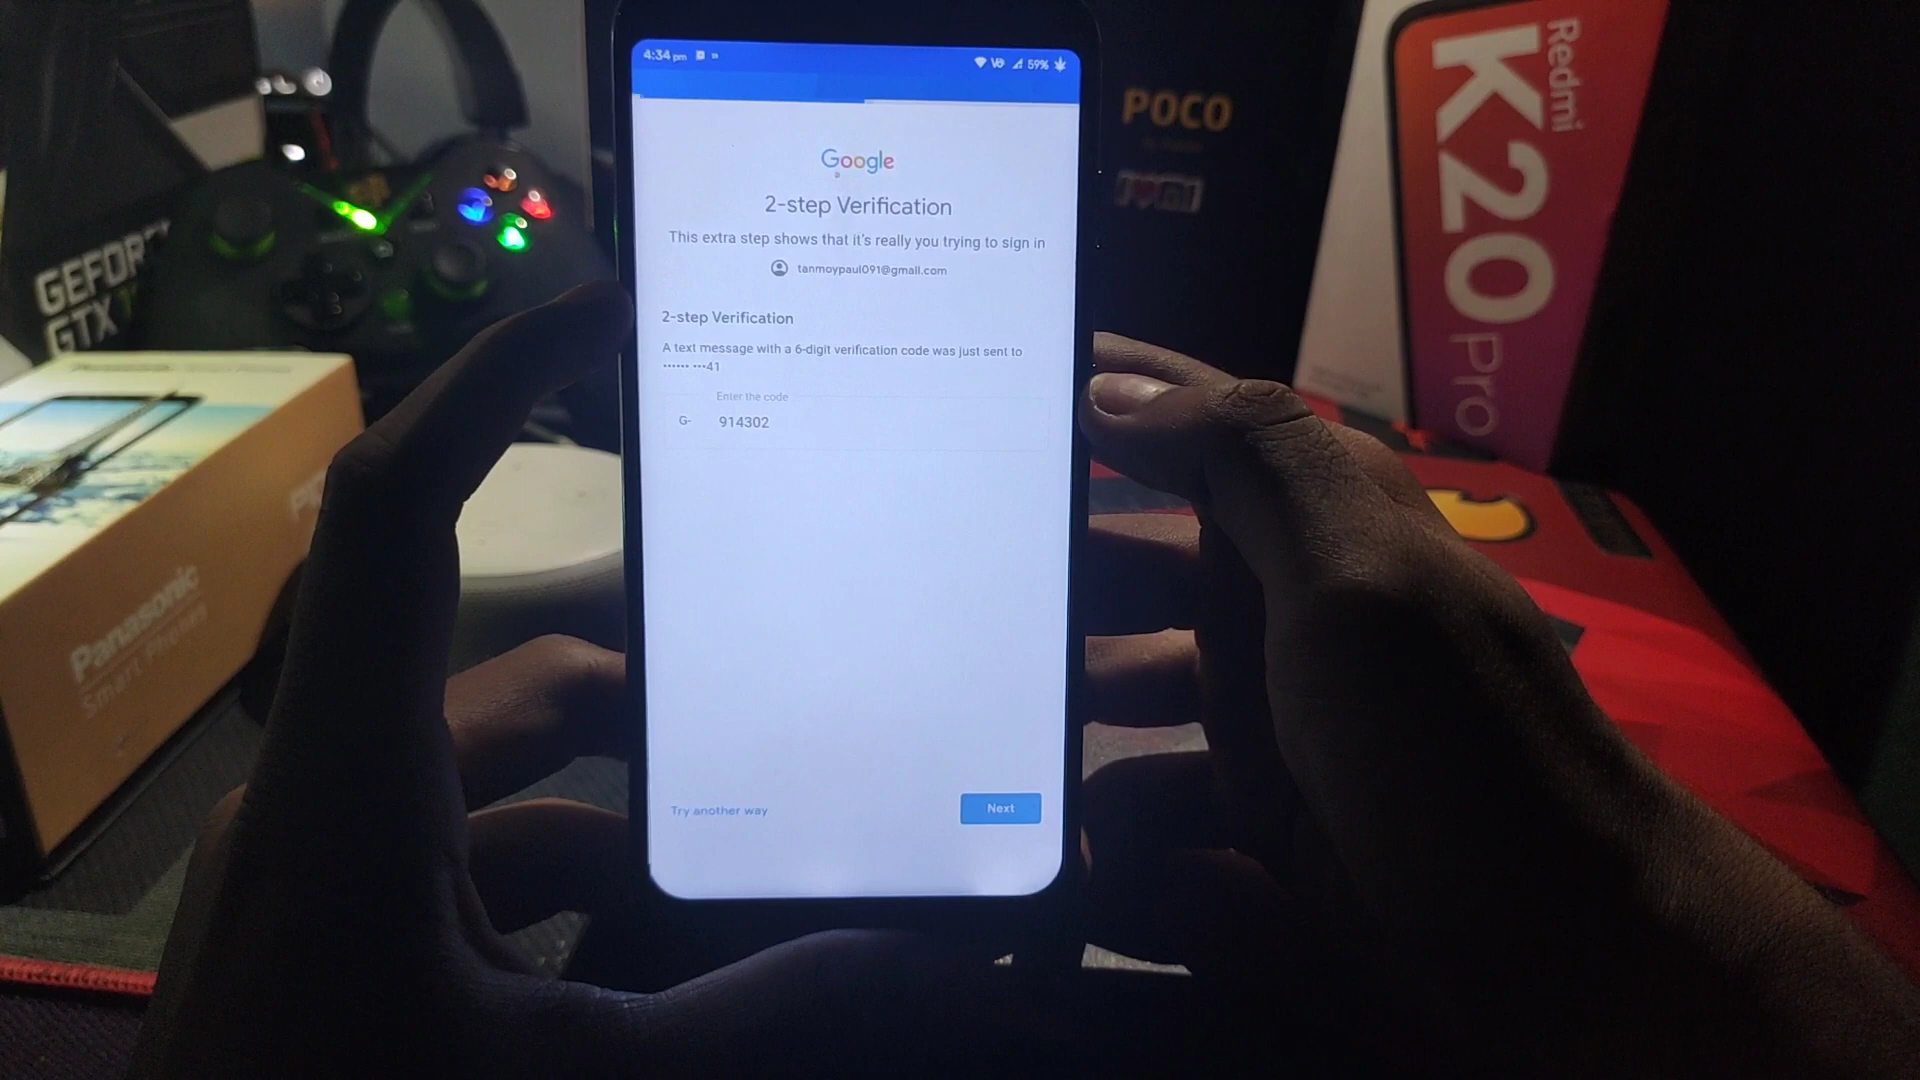 4:34 pm
59%
Google
2-step Verification
This extra step shows that it's really you trying to sign in
tanmoypaul091@gmail.com
2-step Verification
A text message with a 6-digit verification code was just sent to
•••••• •••41
Enter the code
G- 914302
Try another way
Next
GEFORCE
GTX
Panasonic
Smart Phones
POCO
Redmi
K20 Pro